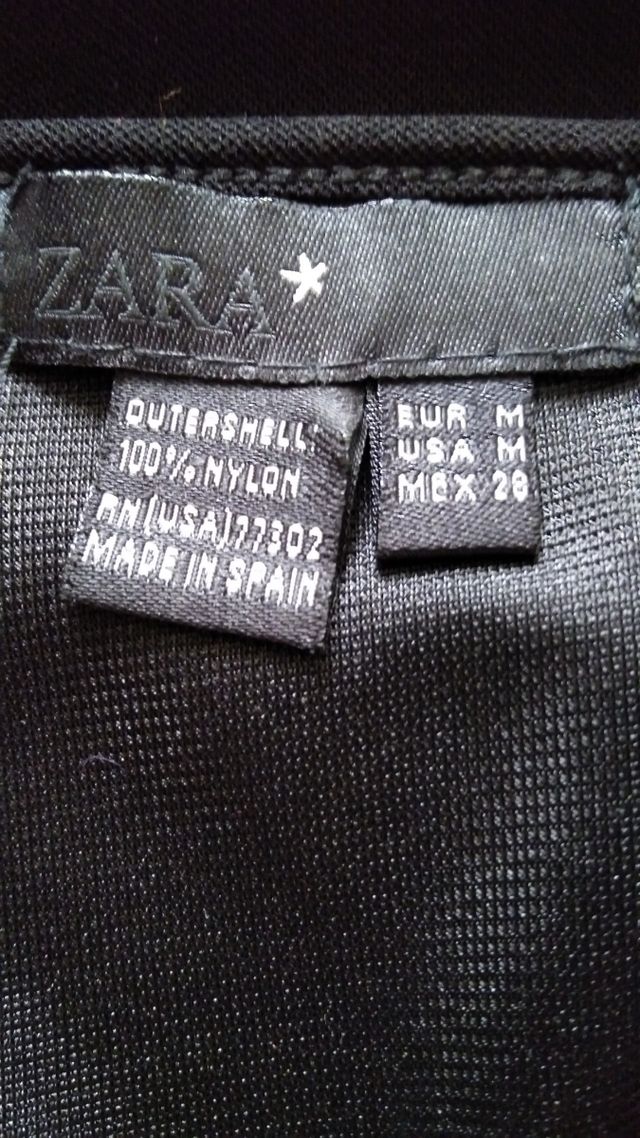 ZARA*
OUTERSHELL:
100% NYLON
RN(USA)77302
MADE IN SPAIN
EUR M
USA M
MEX 28